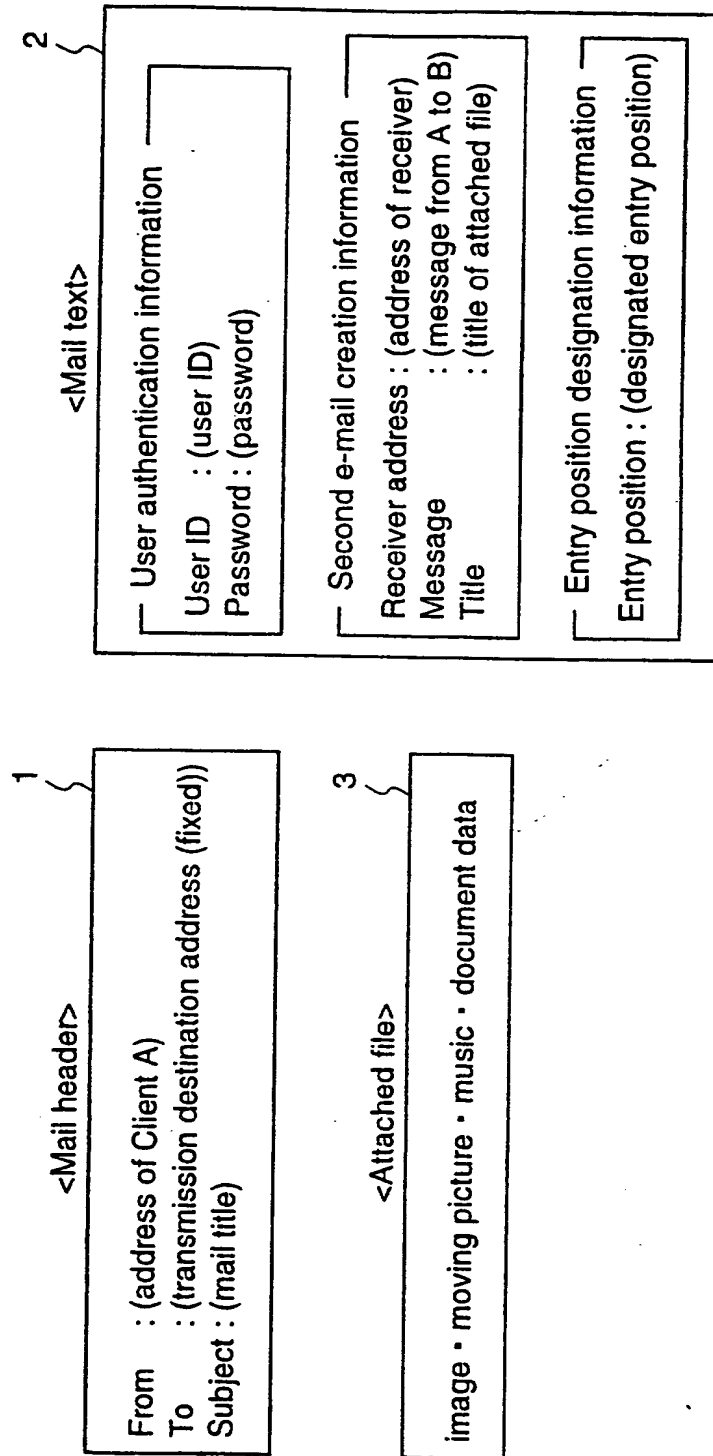 <Mail header>
1
From : (address of Client A)
To : (transmission destination address (fixed))
Subject : (mail title)
<Attached file>
3
image・moving picture・music・document data
<Mail text>
2
User authentication information
User ID : (user ID)
Password : (password)
Second e-mail creation information
Receiver address : (address of receiver)
Message : (message from A to B)
Title : (title of attached file)
Entry position designation information
Entry position : (designated entry position)